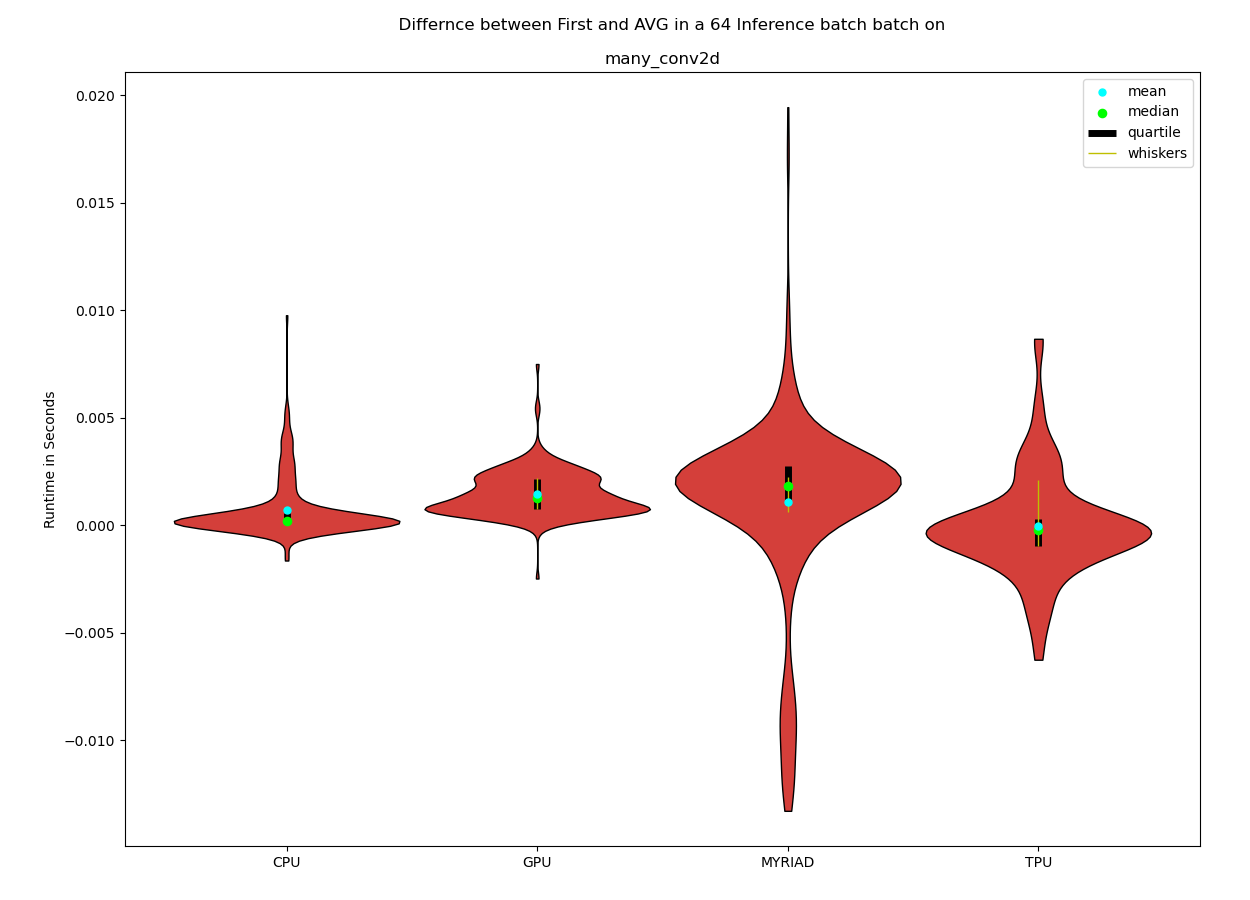 Differnce between First and AVG in a 64 Inference batch batch on
many_conv2d
mean
median
quartile
whiskers
Runtime in Seconds
0.020
0.015
0.010
0.005
0.000
−0.005
−0.010
CPU
GPU
MYRIAD
TPU